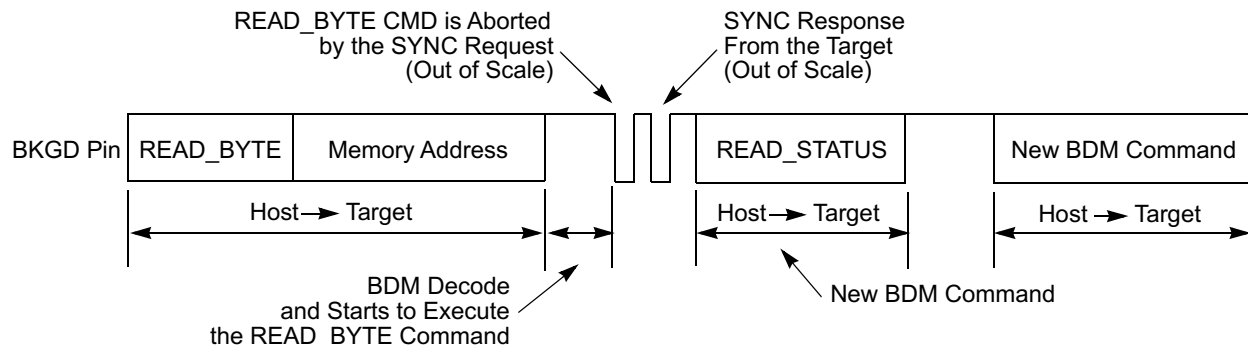 READ_BYTE CMD is Aborted
by the SYNC Request
(Out of Scale)
SYNC Response
From the Target
(Out of Scale)
BKGD Pin
READ_BYTE
Memory Address
READ_STATUS
New BDM Command
Host Target
Host Target
Host Target
BDM Decode
and Starts to Execute
the READ_BYTE Command
New BDM Command